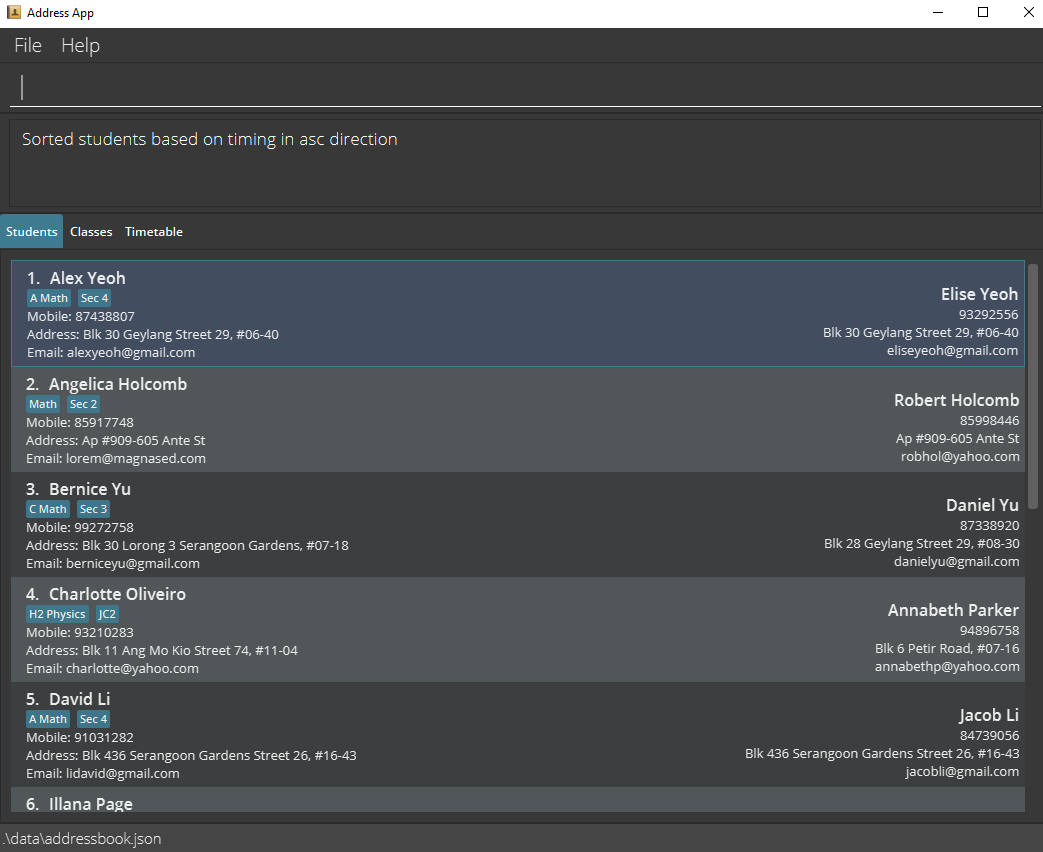 Address App
File Help
Sorted students based on timing in asc direction
Students Classes Timetable
1. Alex Yeoh
A Math Sec 4
Mobile: 87438807
Address: Blk 30 Geylang Street 29, #06-40
Email: alexyeoh@gmail.com
Elise Yeoh
93292556
Blk 30 Geylang Street 29, #06-40
eliseyeoh@gmail.com
2. Angelica Holcomb
Math Sec 2
Mobile: 85917748
Address: Ap #909-605 Ante St
Email: lorem@magnased.com
Robert Holcomb
85998446
Ap #909-605 Ante St
robhol@yahoo.com
3. Bernice Yu
C Math Sec 3
Mobile: 99272758
Address: Blk 30 Lorong 3 Serangoon Gardens, #07-18
Email: berniceyu@gmail.com
Daniel Yu
87338920
Blk 28 Geylang Street 29, #08-30
danielyu@gmail.com
4. Charlotte Oliveiro
H2 Physics JC2
Mobile: 93210283
Address: Blk 11 Ang Mo Kio Street 74, #11-04
Email: charlotte@yahoo.com
Annabeth Parker
94896758
Blk 6 Petir Road, #07-16
annabethp@yahoo.com
5. David Li
A Math Sec 4
Mobile: 91031282
Address: Blk 436 Serangoon Gardens Street 26, #16-43
Email: lidavid@gmail.com
Jacob Li
84739056
Blk 436 Serangoon Gardens Street 26, #16-43
jacobli@gmail.com
6. Illana Page
.\data\addressbook.json